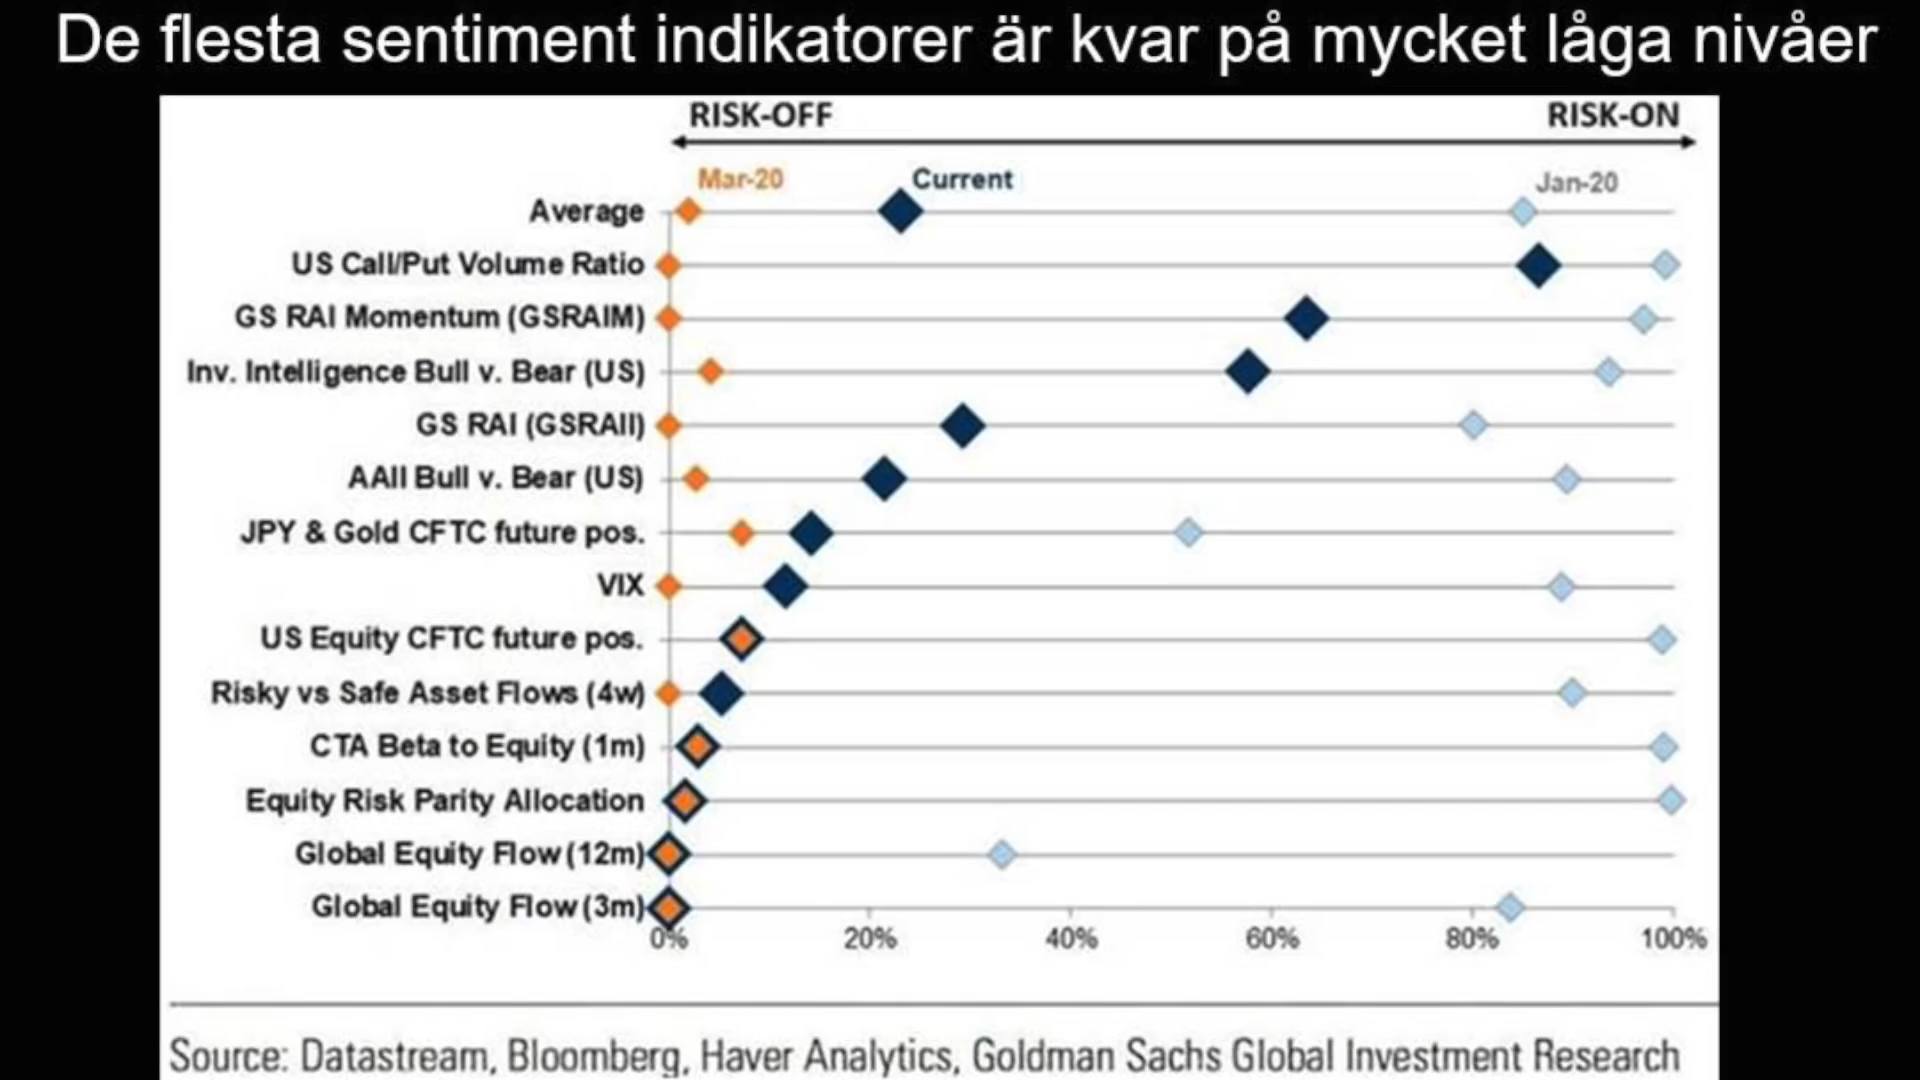 De flesta sentiment indikatorer är kvar på mycket låga nivåer
RISK-OFF RISK-ON
Mar-20 Current Jan-20
Average
US Call/Put Volume Ratio
GS RAI Momentum (GSRAIM)
Inv. Intelligence Bull v. Bear (US)
GS RAI (GSRAII)
AAII Bull v. Bear (US)
JPY & Gold CFTC future pos.
VIX
US Equity CFTC future pos.
Risky vs Safe Asset Flows (4w)
CTA Beta to Equity (1m)
Equity Risk Parity Allocation
Global Equity Flow (12m)
Global Equity Flow (3m)
0% 20% 40% 60% 80% 100%
Source: Datastream, Bloomberg, Haver Analytics, Goldman Sachs Global Investment Research